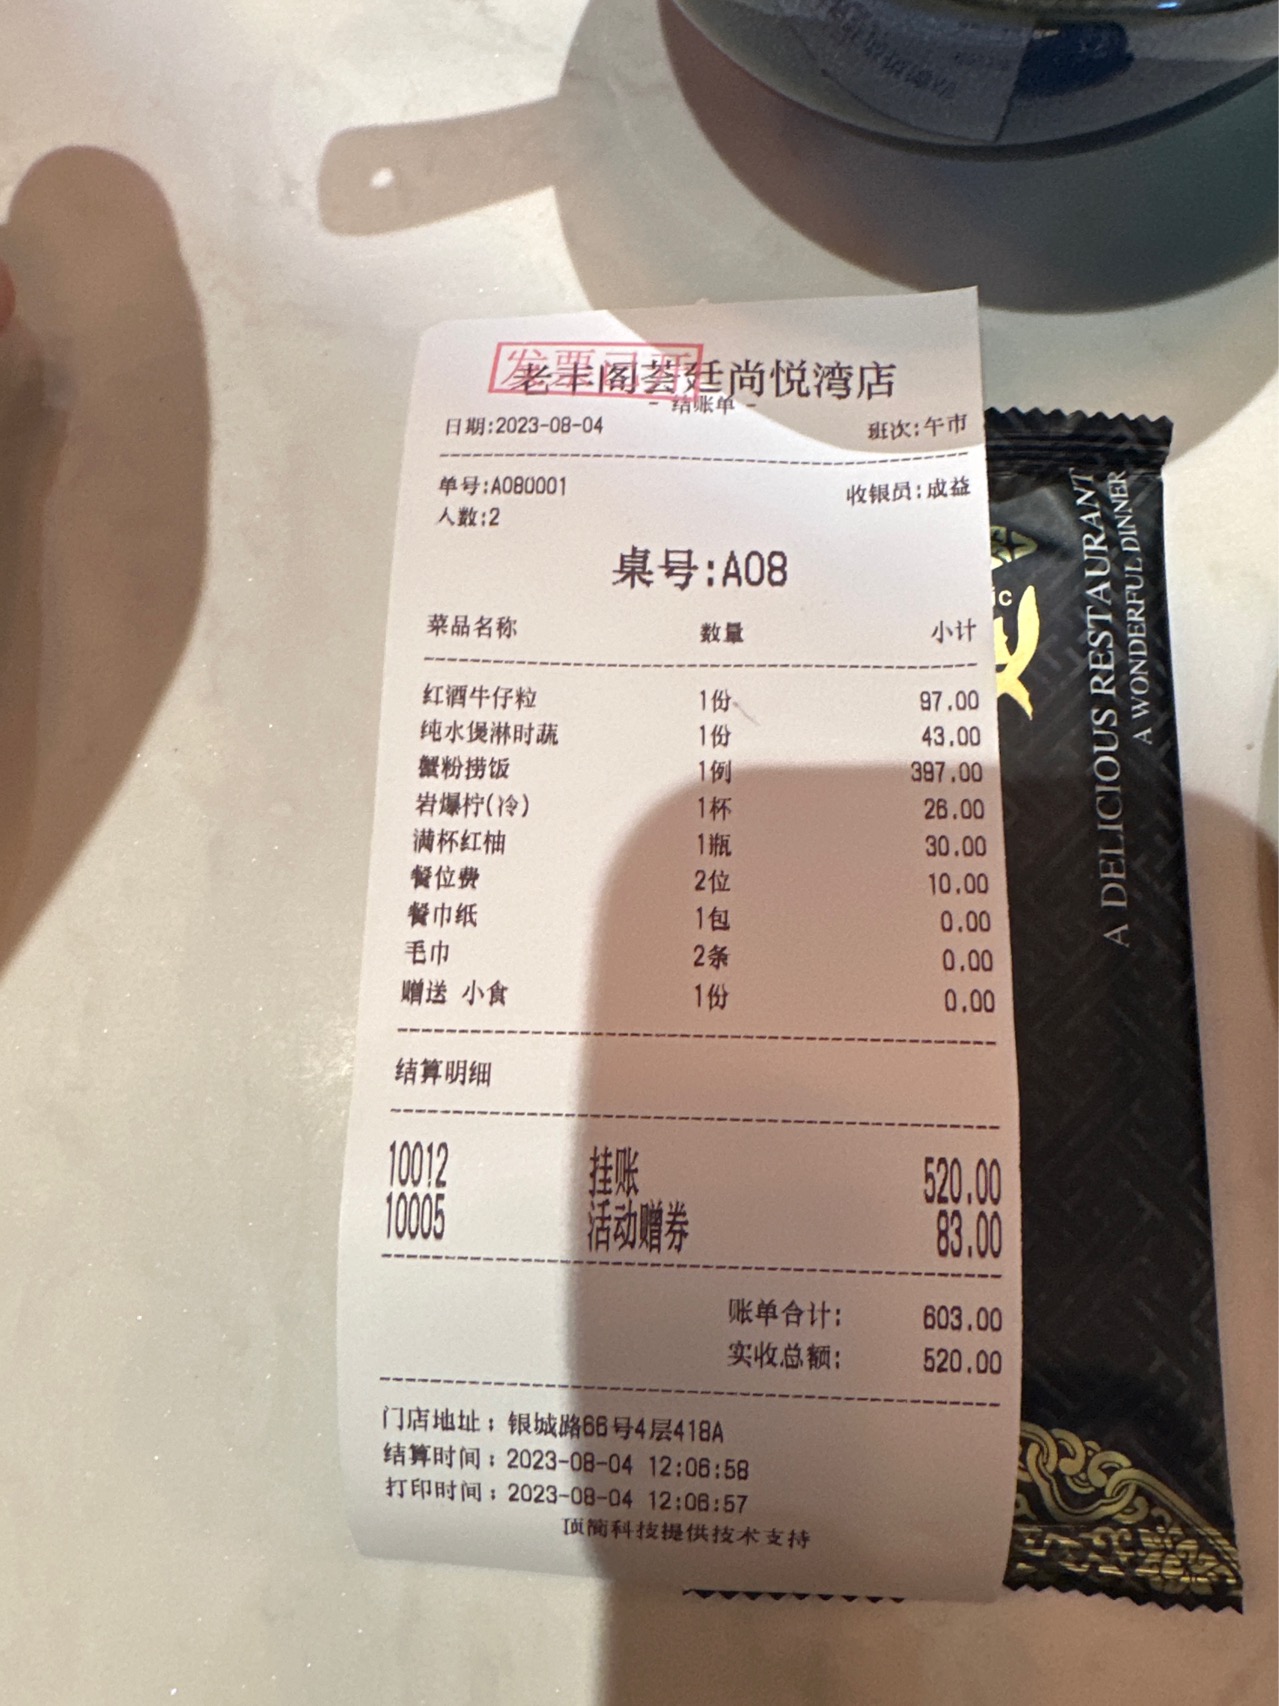 发票已开
老丰阁荟廷尚悦湾店
- 结账单 -
日期:2023-08-04 班次:午市
单号:A080001 收银员:成益
人数:2
桌号:A08
菜品名称 数量 小计
红酒牛仔粒 1份 97.00
纯水煲淋时蔬 1份 43.00
蟹粉捞饭 1例 397.00
岩爆柠(冷) 1杯 26.00
满杯红柚 1瓶 30.00
餐位费 2位 10.00
餐巾纸 1包 0.00
毛巾 2条 0.00
赠送 小食 1份 0.00
结算明细
10012 挂账 520.00
10005 活动赠券 83.00
账单合计: 603.00
实收总额: 520.00
门店地址：银城路66号4层418A
结算时间：2023-08-04 12:06:58
打印时间：2023-08-04 12:06:57
顶简科技提供技术支持
A DELICIOUS RESTAURANT
A WONDERFUL DINNER